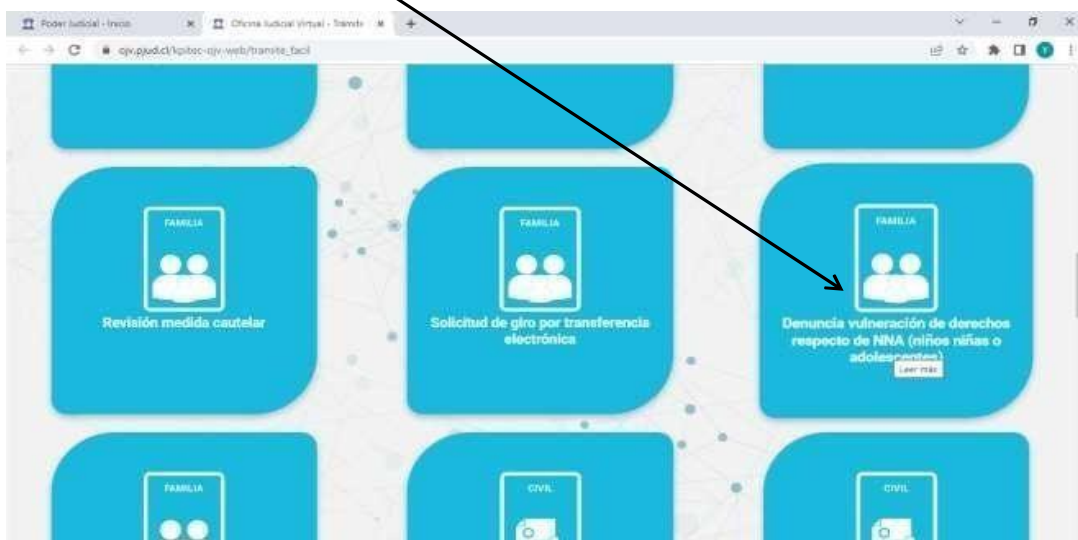 Poder Judicial - Inicio
Oficina Judicial Virtual - Tramite
ojv.pjud.cl/kpitec-ojv-web/tramite_facil
FAMILIA
Revisión medida cautelar
FAMILIA
Solicitud de giro por transferencia
electrónica
FAMILIA
Denuncia vulneración de derechos
respecto de NNA (niños niñas o
adolescentes)
Leer más
FAMILIA
CIVIL
CIVIL